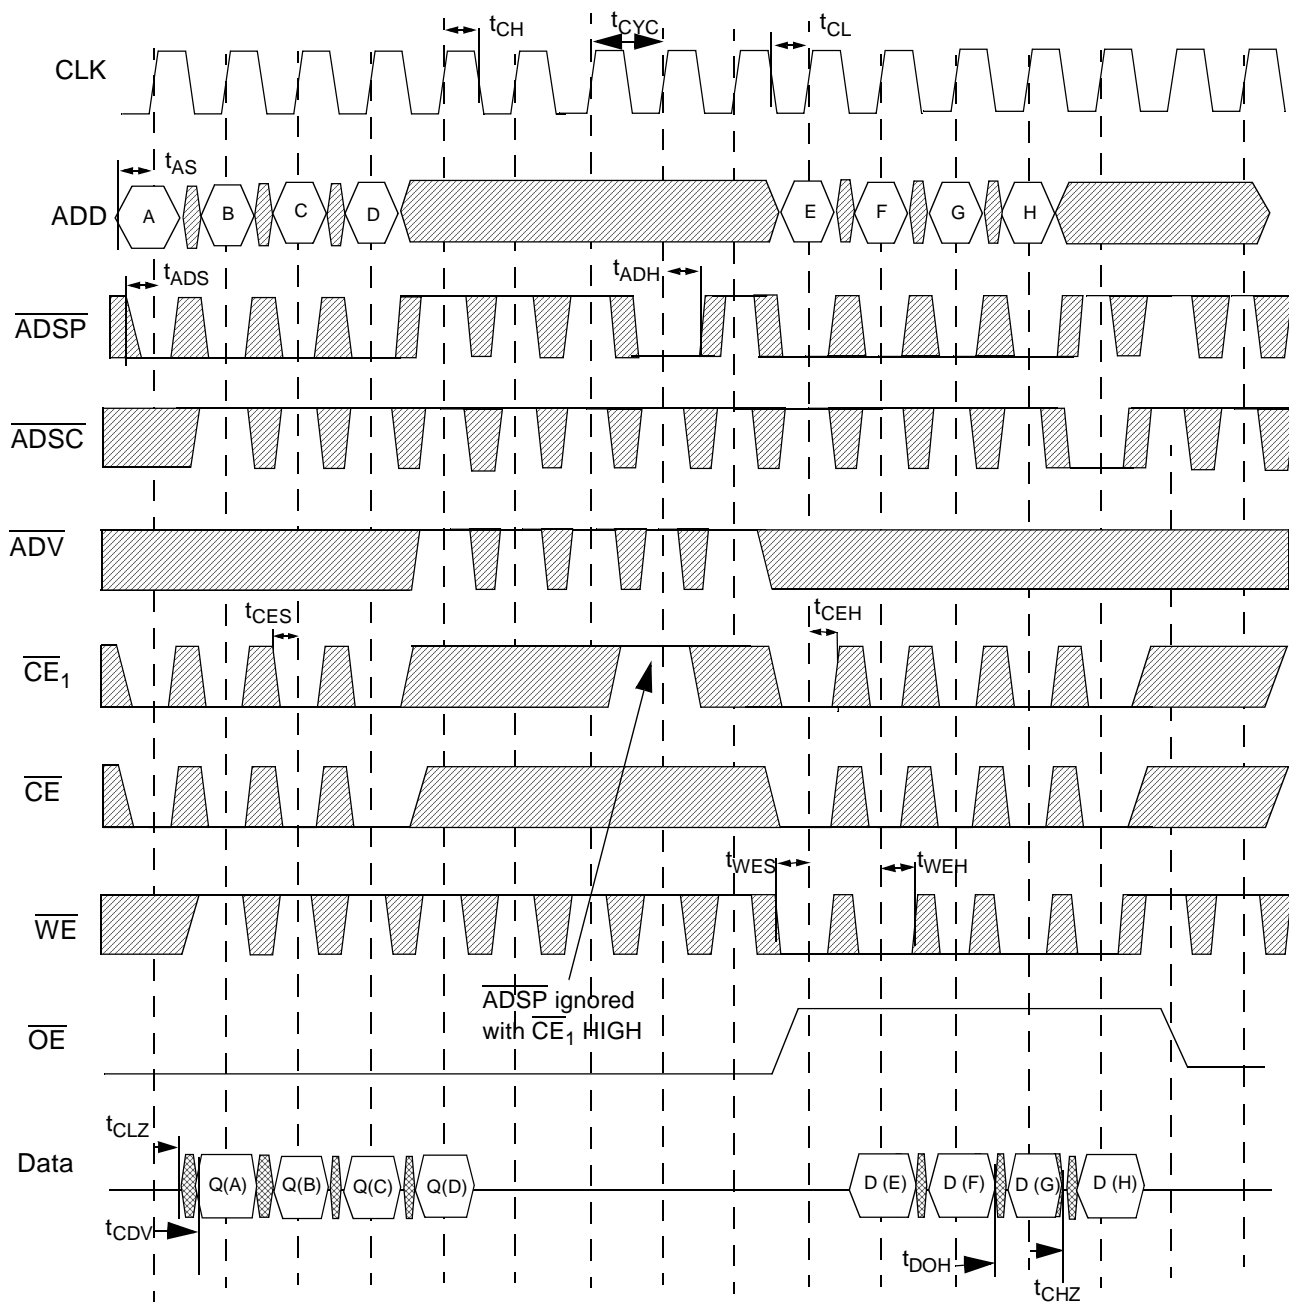 tCH
tCYC
tCL
CLK
tAS
ADD
A
B
C
D
E
F
G
H
tADS
tADH
ADSP
ADSC
ADV
tCES
tCEH
CE1
CE
tWES
tWEH
WE
ADSP ignored
with CE1 HIGH
OE
tCLZ
Data
Q(A)
Q(B)
Q(C)
Q(D)
D (E)
D (F)
D (G)
D (H)
tCDV
tDOH
tCHZ